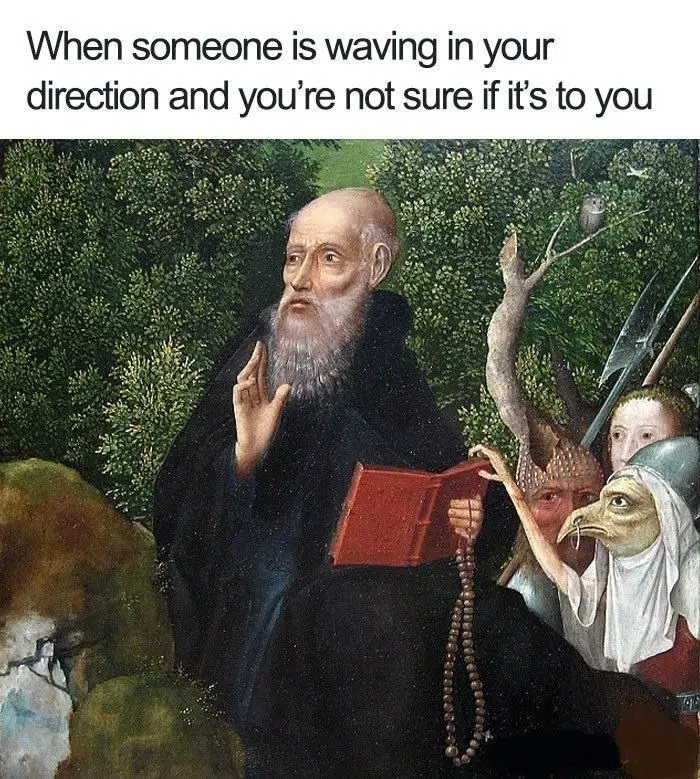 When someone is waving in your
direction and you’re not sure if it’s to you